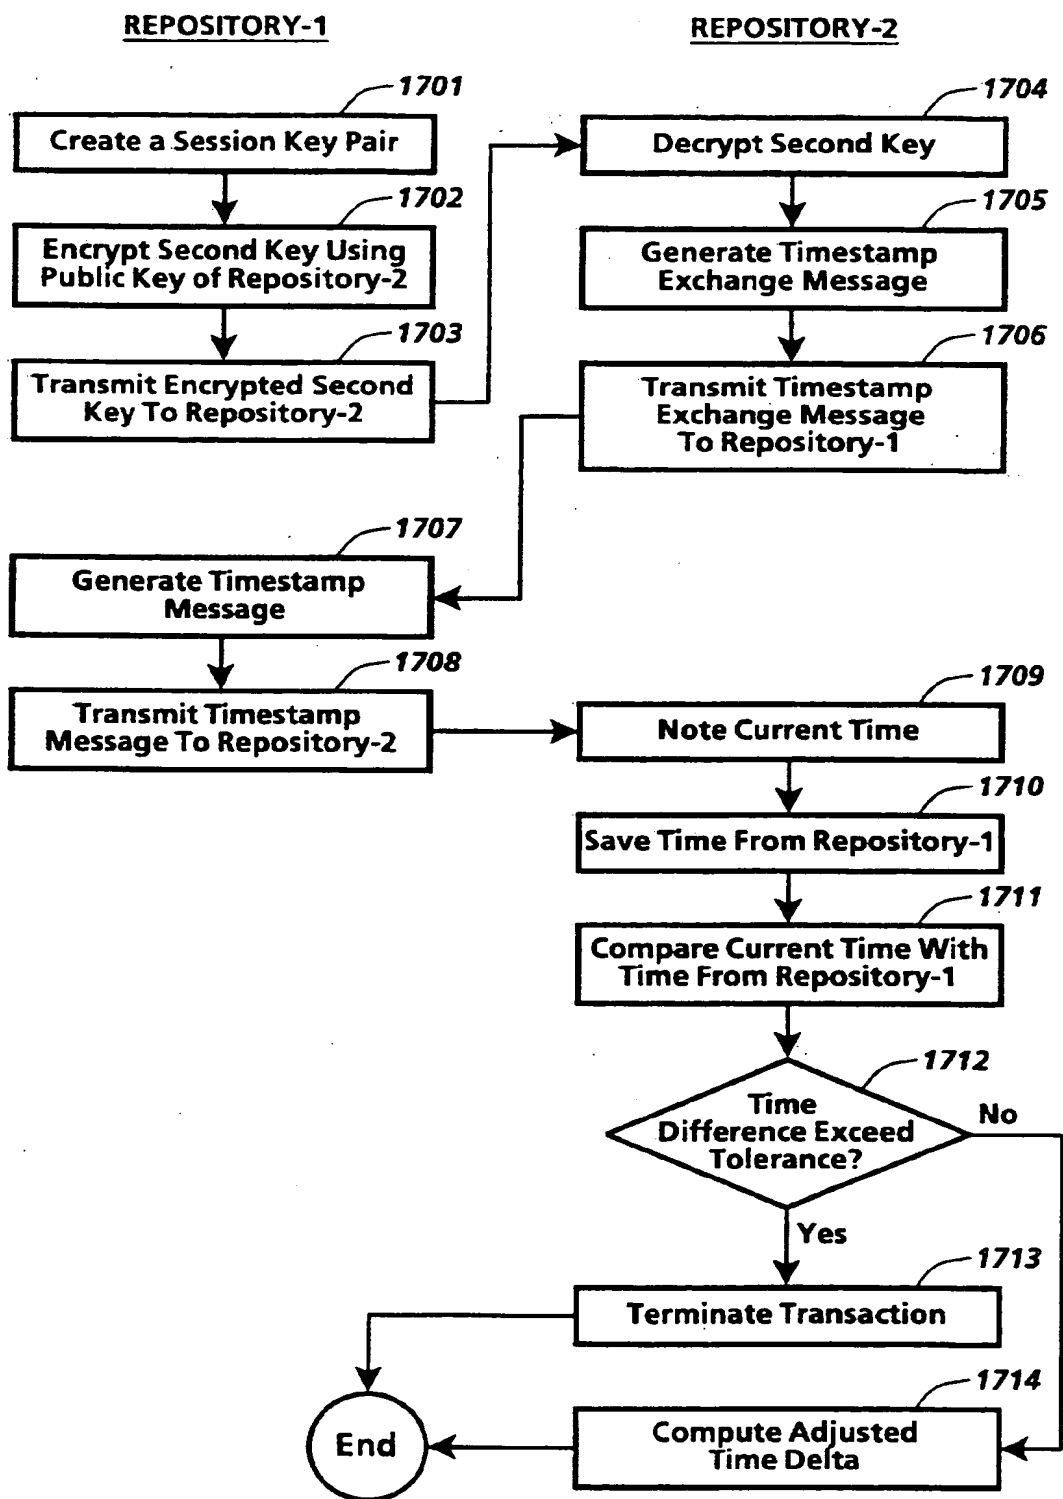 REPOSITORY-1
REPOSITORY-2
1701
Create a Session Key Pair
1702
Encrypt Second Key Using
Public Key of Repository-2
1703
Transmit Encrypted Second
Key To Repository-2
1704
Decrypt Second Key
1705
Generate Timestamp
Exchange Message
1706
Transmit Timestamp
Exchange Message
To Repository-1
1707
Generate Timestamp
Message
1708
Transmit Timestamp
Message To Repository-2
1709
Note Current Time
1710
Save Time From Repository-1
1711
Compare Current Time With
Time From Repository-1
1712
Time
Difference Exceed
Tolerance?
No
Yes
1713
Terminate Transaction
1714
Compute Adjusted
Time Delta
End